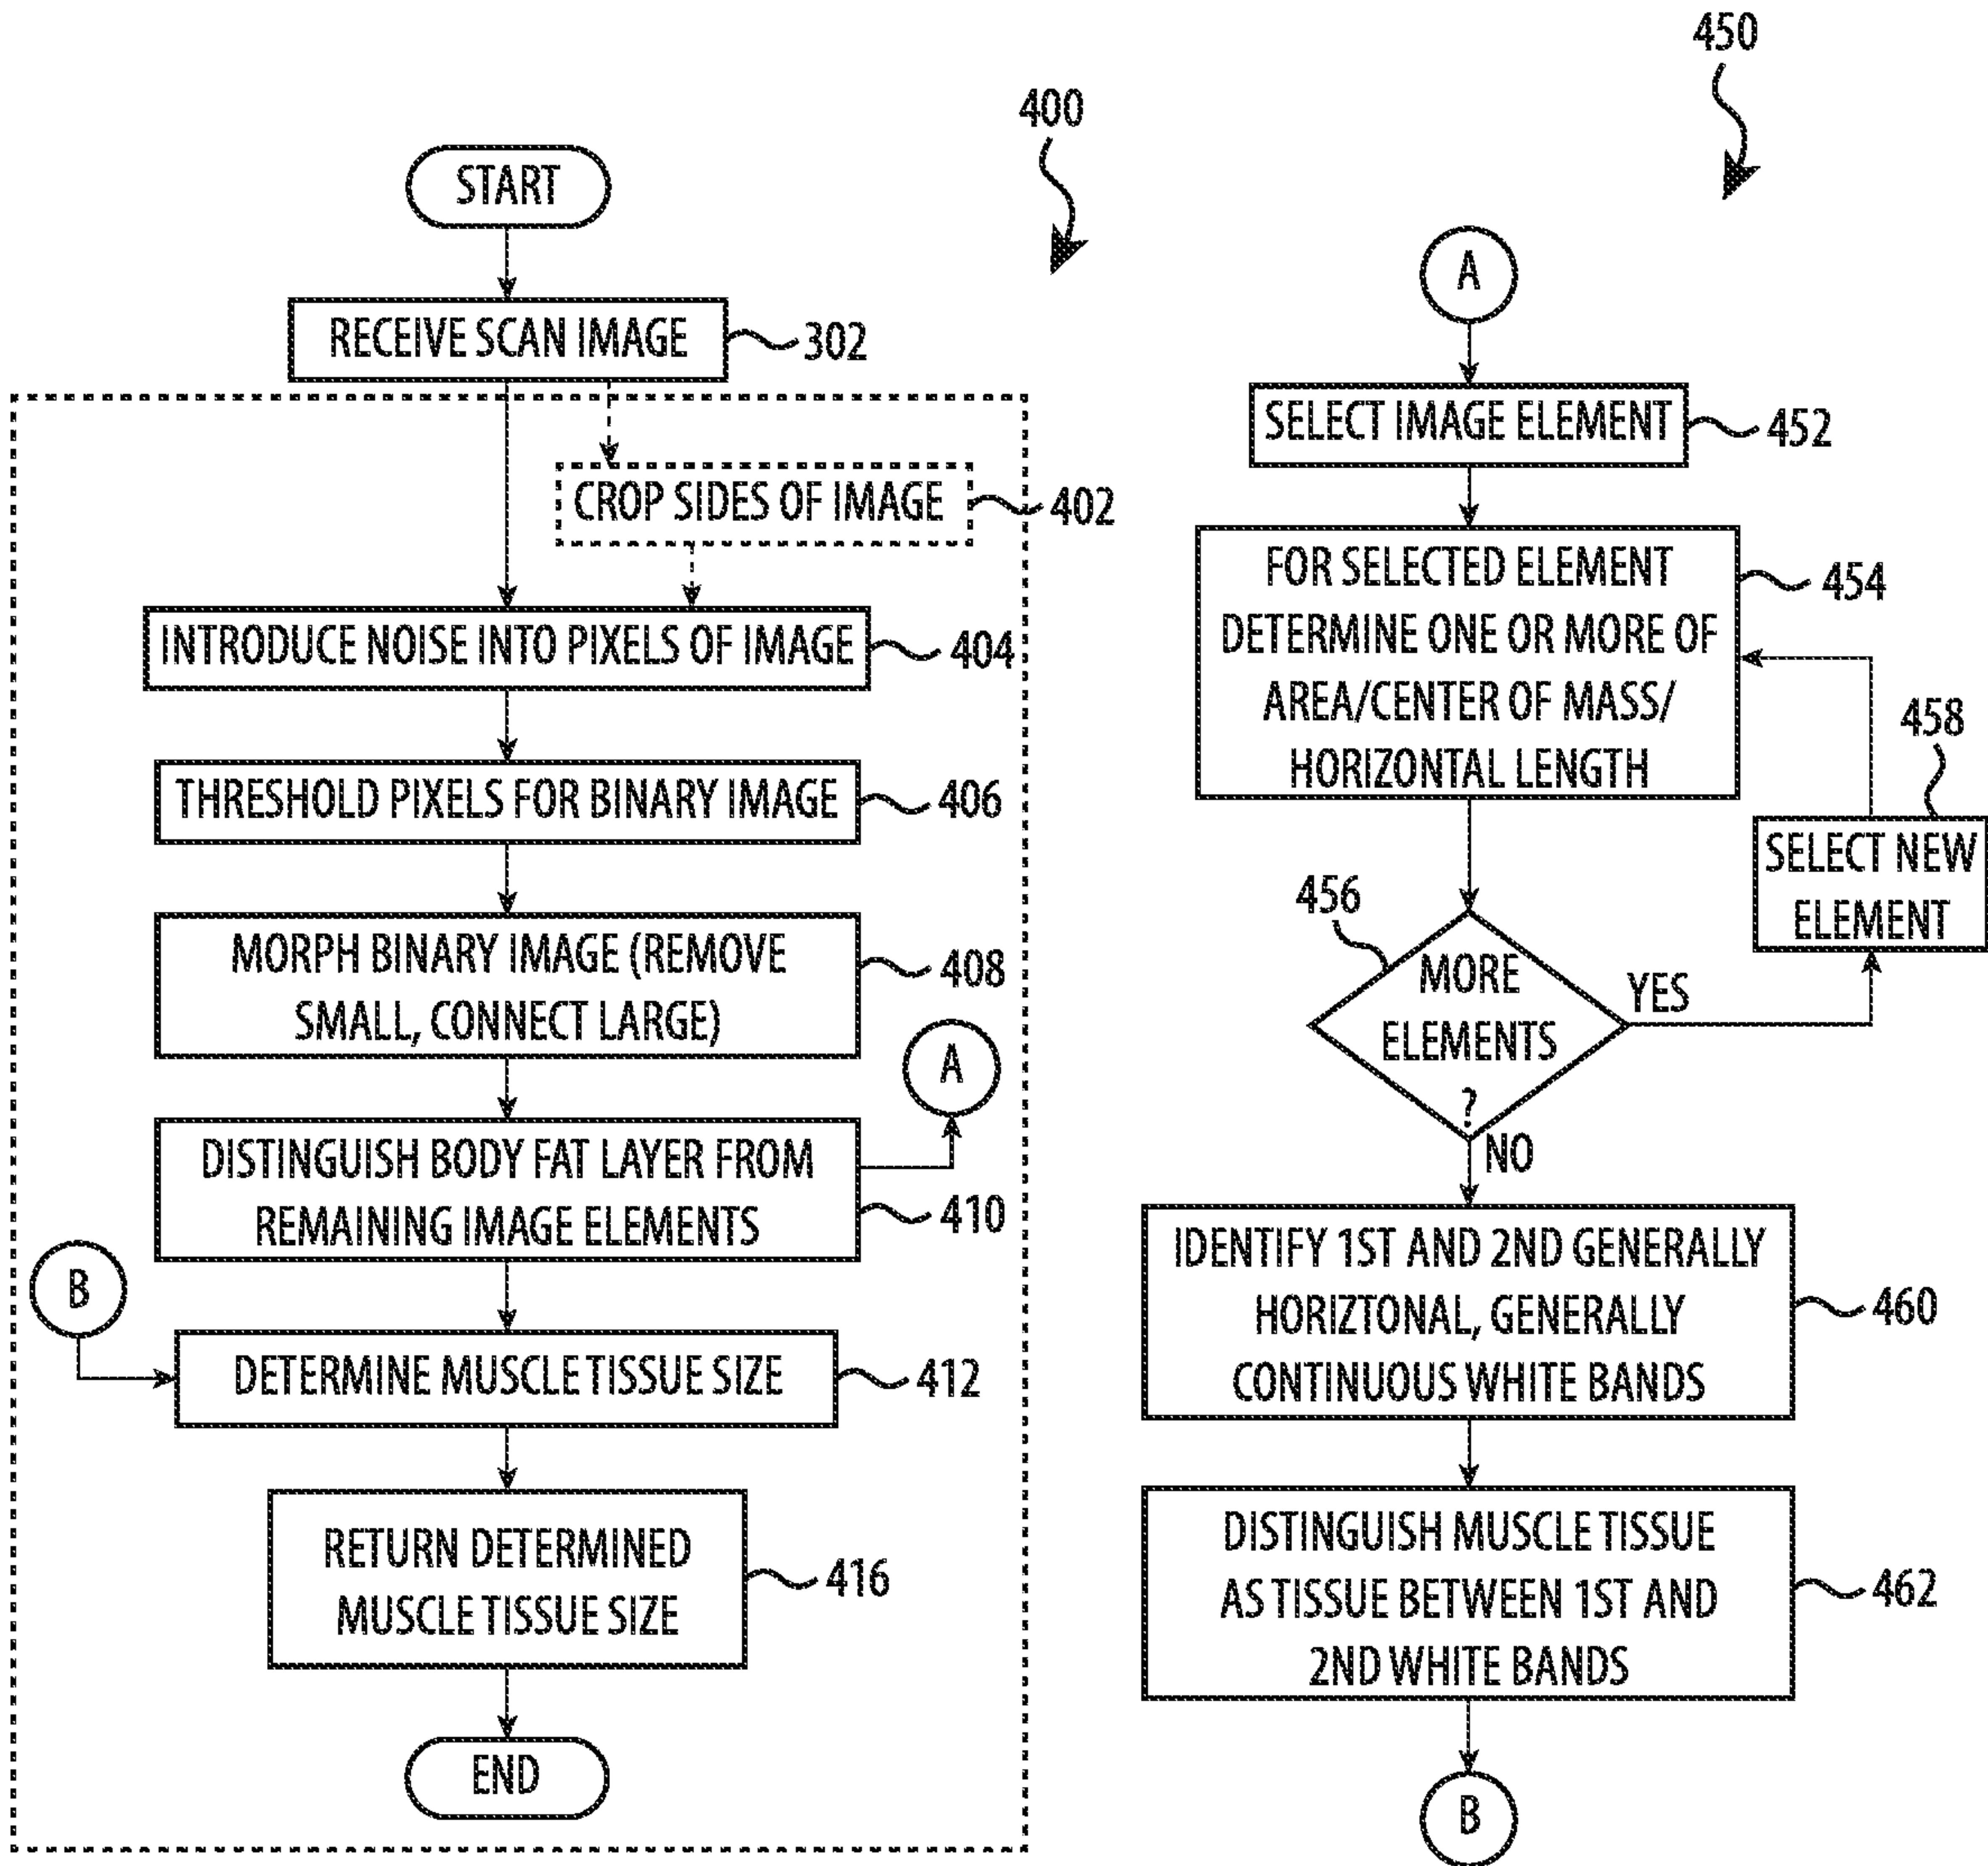 400
START
RECEIVE SCAN IMAGE
302
CROP SIDES OF IMAGE
402
INTRODUCE NOISE INTO PIXELS OF IMAGE
404
THRESHOLD PIXELS FOR BINARY IMAGE
406
MORPH BINARY IMAGE (REMOVE
SMALL, CONNECT LARGE)
408
A
DISTINGUISH BODY FAT LAYER FROM
REMAINING IMAGE ELEMENTS
410
B
DETERMINE MUSCLE TISSUE SIZE
412
RETURN DETERMINED
MUSCLE TISSUE SIZE
416
END
450
A
SELECT IMAGE ELEMENT
452
FOR SELECTED ELEMENT
DETERMINE ONE OR MORE OF
AREA/CENTER OF MASS/
HORIZONTAL LENGTH
454
458
SELECT NEW
ELEMENT
456
MORE
ELEMENTS
?
YES
NO
IDENTIFY 1ST AND 2ND GENERALLY
HORIZTONAL, GENERALLY
CONTINUOUS WHITE BANDS
460
DISTINGUISH MUSCLE TISSUE
AS TISSUE BETWEEN 1ST AND
2ND WHITE BANDS
462
B